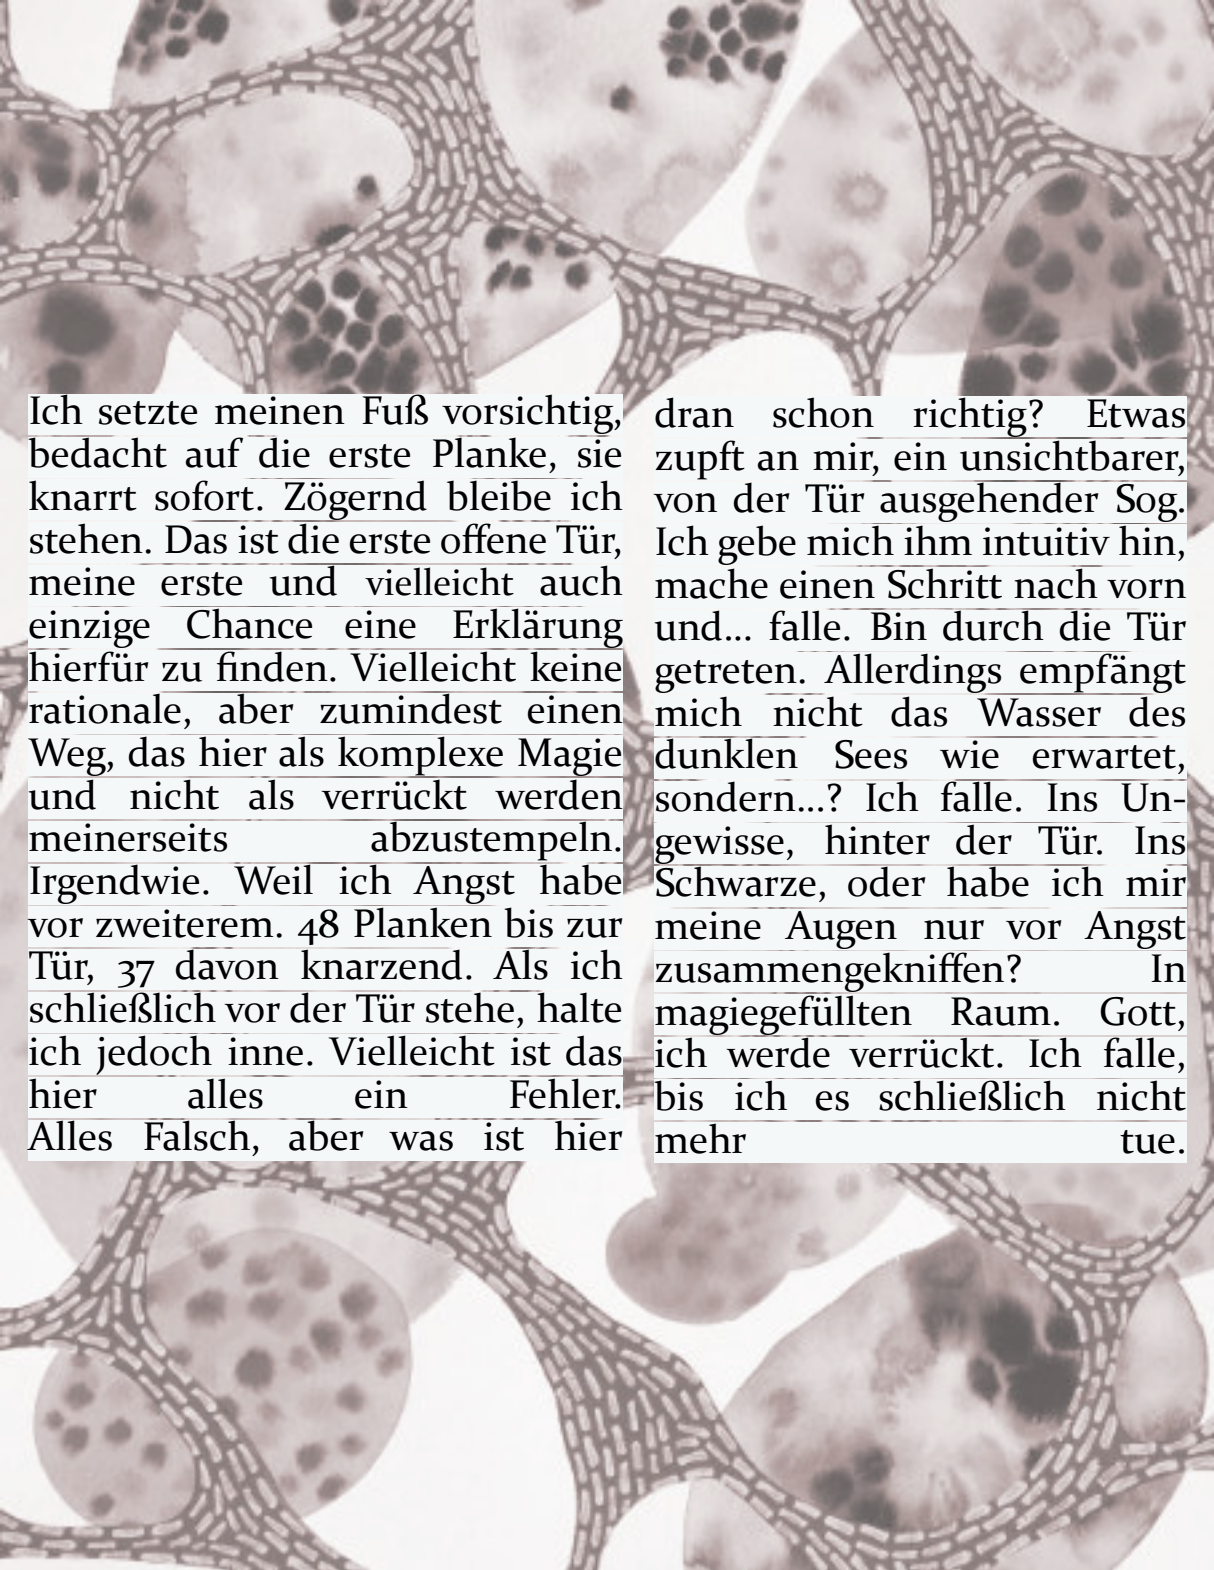 Ich setzte meinen Fuß vorsichtig,
bedacht auf die erste Planke, sie
knarrt sofort. Zögernd bleibe ich
stehen. Das ist die erste offene Tür,
meine erste und vielleicht auch
einzige Chance eine Erklärung
hierfür zu finden. Vielleicht keine
rationale, aber zumindest einen
Weg, das hier als komplexe Magie
und nicht als verrückt werden
meinerseits abzustempeln.
Irgendwie. Weil ich Angst habe
vor zweiterem. 48 Planken bis zur
Tür, 37 davon knarzend. Als ich
schließlich vor der Tür stehe, halte
ich jedoch inne. Vielleicht ist das
hier alles ein Fehler.
Alles Falsch, aber was ist hier
dran schon richtig? Etwas
zupft an mir, ein unsichtbarer,
von der Tür ausgehender Sog.
Ich gebe mich ihm intuitiv hin,
mache einen Schritt nach vorn
und... falle. Bin durch die Tür
getreten. Allerdings empfängt
mich nicht das Wasser des
dunklen Sees wie erwartet,
sondern...? Ich falle. Ins Un-
gewisse, hinter der Tür. Ins
Schwarze, oder habe ich mir
meine Augen nur vor Angst
zusammengekniffen? In
magiegefüllten Raum. Gott,
ich werde verrückt. Ich falle,
bis ich es schließlich nicht
mehr tue.